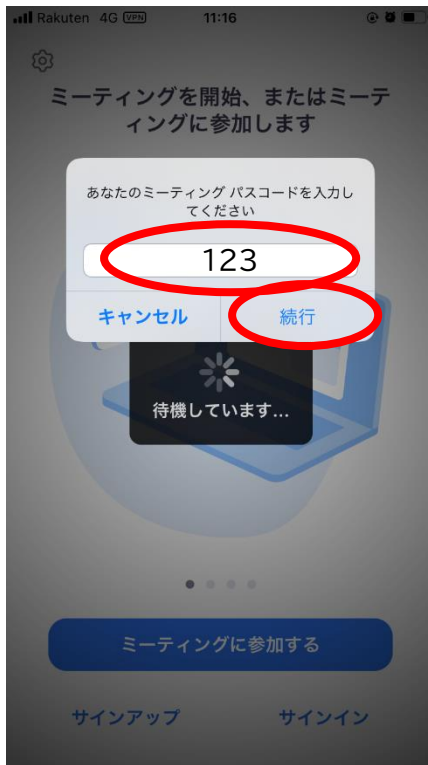 Rakuten 4G VPN 11:16
ミーティングを開始、またはミーテ
ィングに参加します
あなたのミーティング パスコードを入力し
てください
123
キャンセル 続行
待機しています...
ミーティングに参加する
サインアップ サインイン